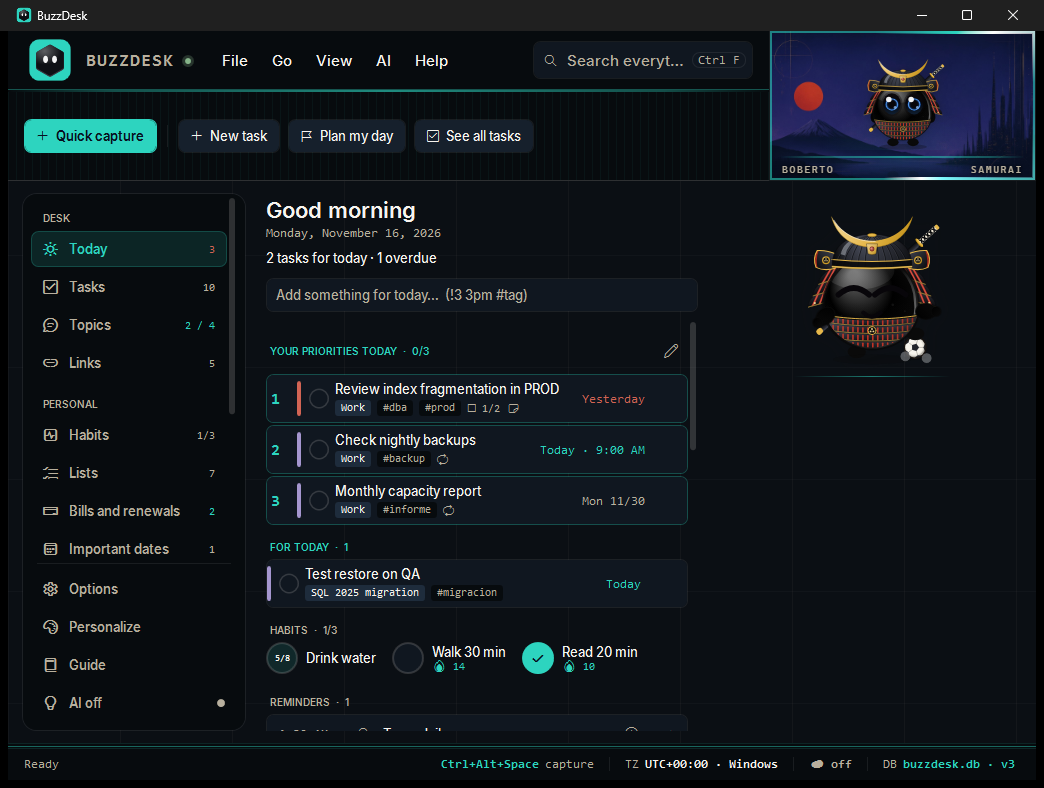 BuzzDesk
BUZZDESK File Go View AI Help Search everyt... Ctrl F
BOBERTO SAMURAI
+ Quick capture + New task Plan my day See all tasks
DESK
Today 3
Tasks 10
Topics 2 / 4
Links 5
PERSONAL
Habits 1/3
Lists 7
Bills and renewals 2
Important dates 1
Options
Personalize
Guide
AI off
Good morning
Monday, November 16, 2026
2 tasks for today · 1 overdue
Add something for today... (!3 3pm #tag)
YOUR PRIORITIES TODAY · 0/3
1 Review index fragmentation in PROD Yesterday
Work #dba #prod 1/2
2 Check nightly backups Today · 9:00 AM
Work #backup
3 Monthly capacity report Mon 11/30
Work #informe
FOR TODAY · 1
Test restore on QA Today
SQL 2025 migration #migracion
HABITS · 1/3
5/8 Drink water Walk 30 min Read 20 min
14 10
REMINDERS · 1
Ready Ctrl+Alt+Space capture TZ UTC+00:00 · Windows off DB buzzdesk.db · v3